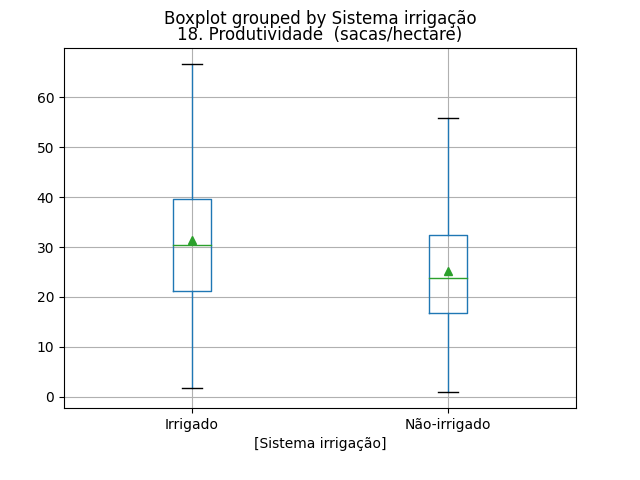 Boxplot grouped by Sistema irrigação
18. Produtividade  (sacas/hectare)
60
50
40
30
20
10
0
Irrigado Não-irrigado
[Sistema irrigação]